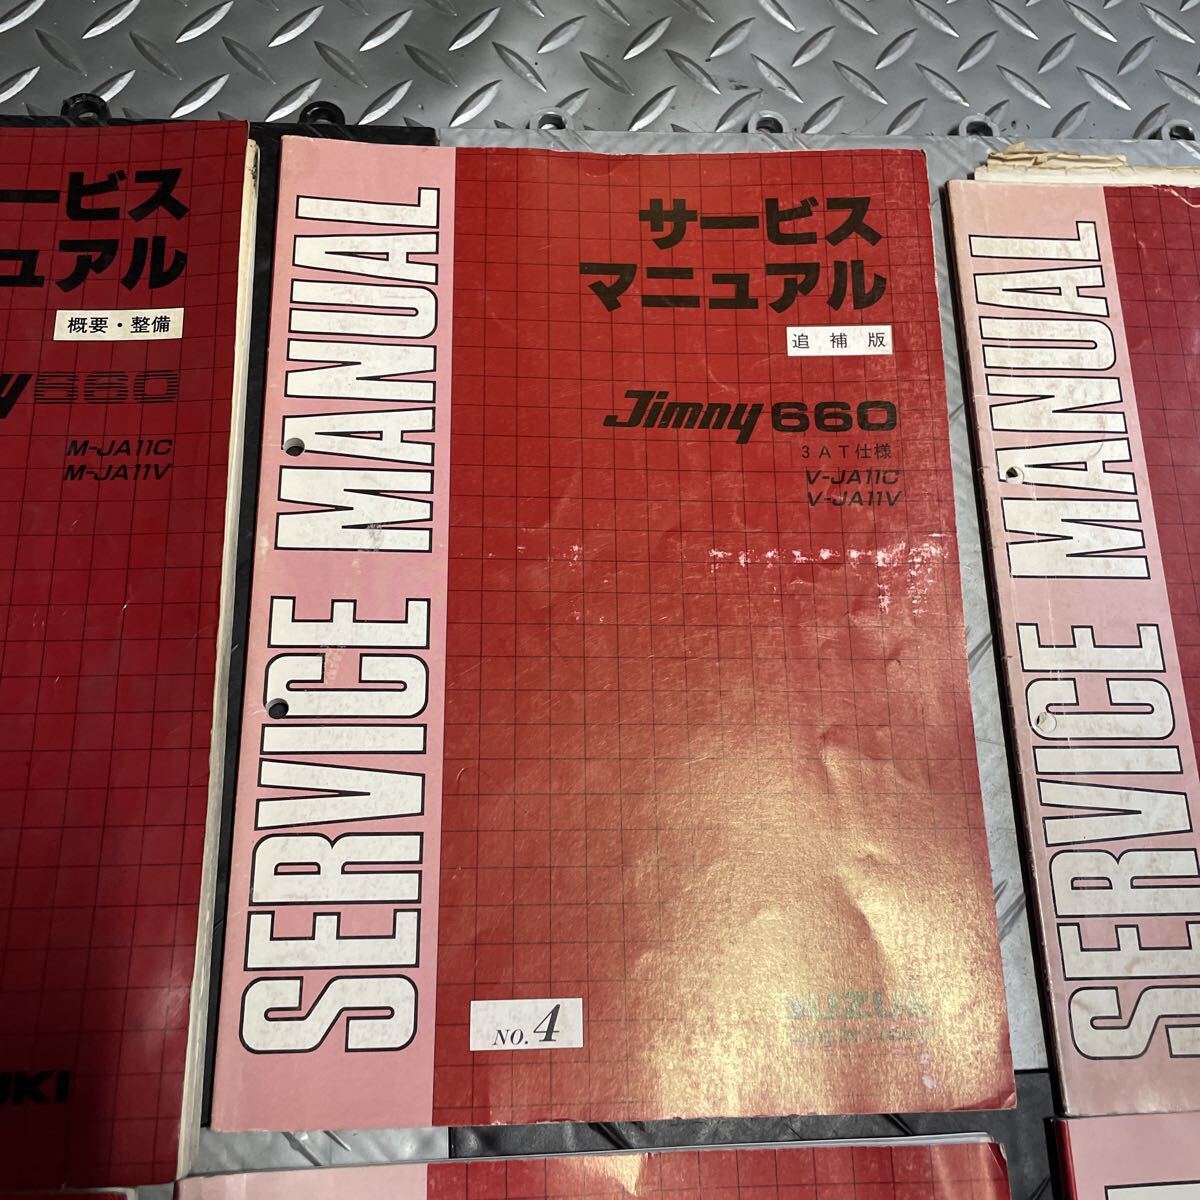 ービス
ュアル
概要・整備
ny660
M-JA11C
M-JA11V
UKI
SERVICE MANUAL
サービス
マニュアル
追補版
Jimny 660
3AT仕様
V-JA11C
V-JA11V
NO.4
SERVICE MANUAL